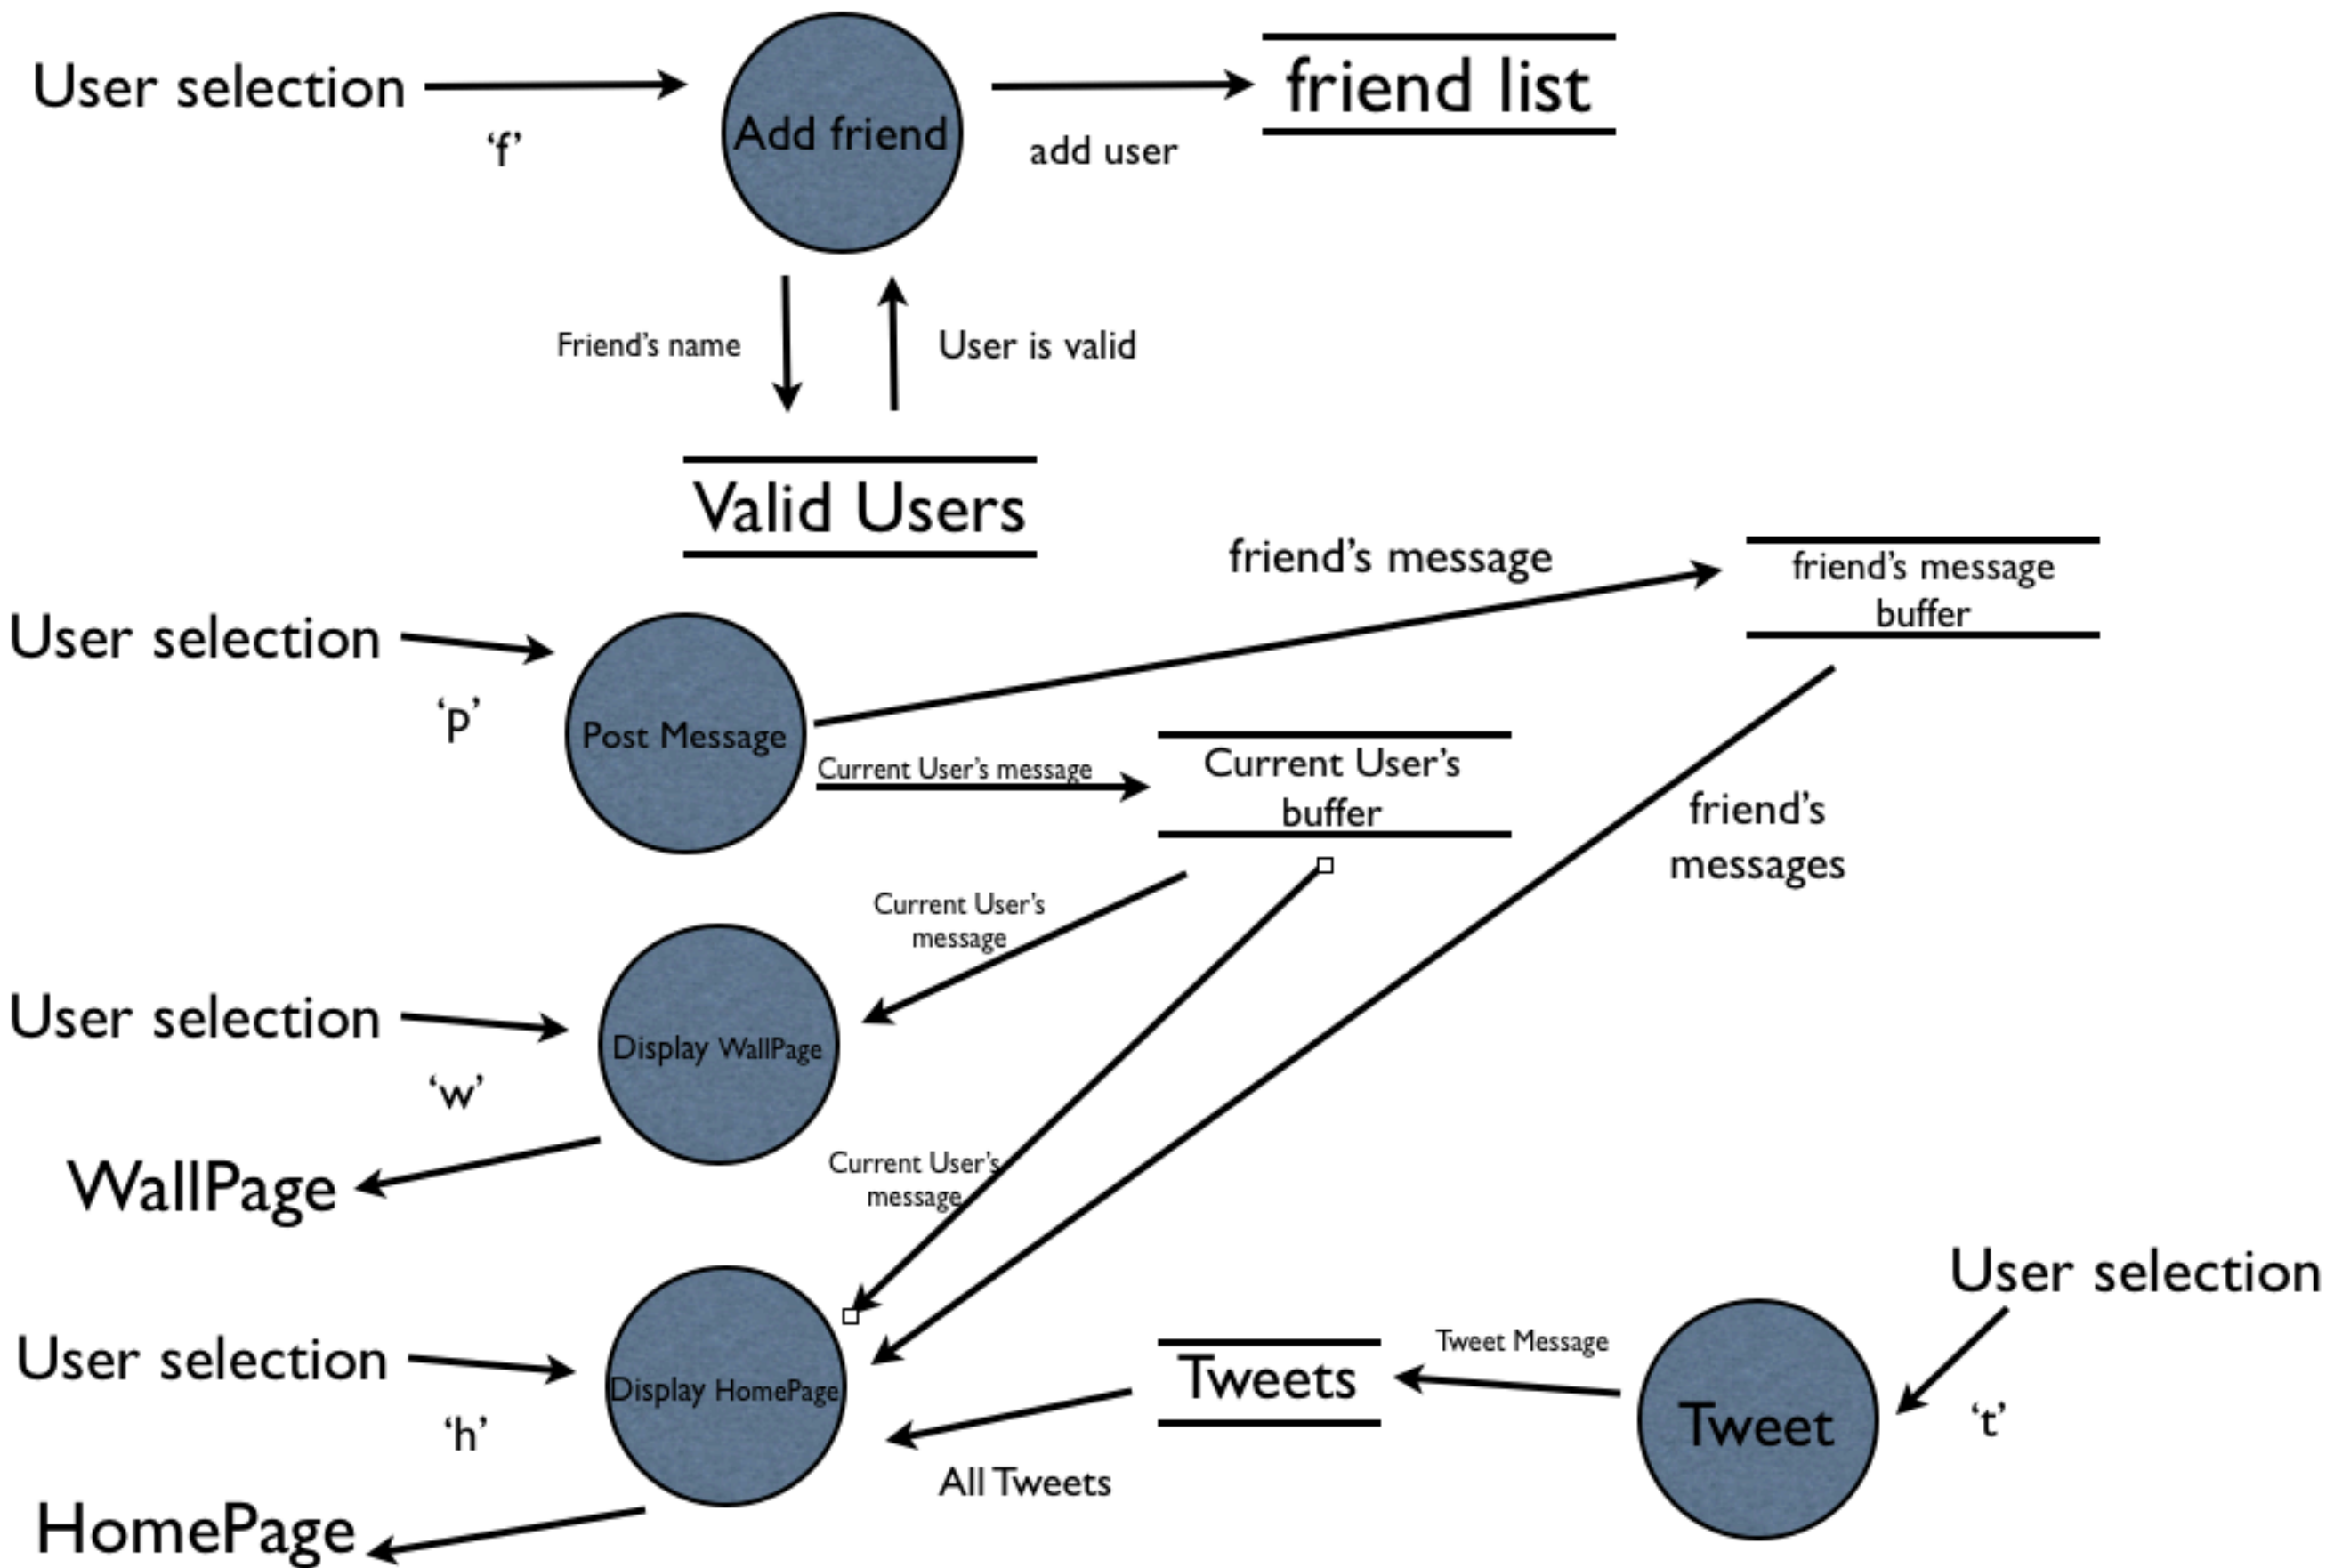 User selection
‘f’
Add friend
add user
friend list
Friend’s name
User is valid
Valid Users
friend’s message
friend’s message
buffer
User selection
‘p’
Post Message
Current User’s message
Current User’s
buffer
friend’s
messages
Current User’s
message
User selection
‘w’
Display WallPage
WallPage
Current User’s
message
User selection
‘h’
Display HomePage
HomePage
All Tweets
Tweets
Tweet Message
Tweet
User selection
‘t’